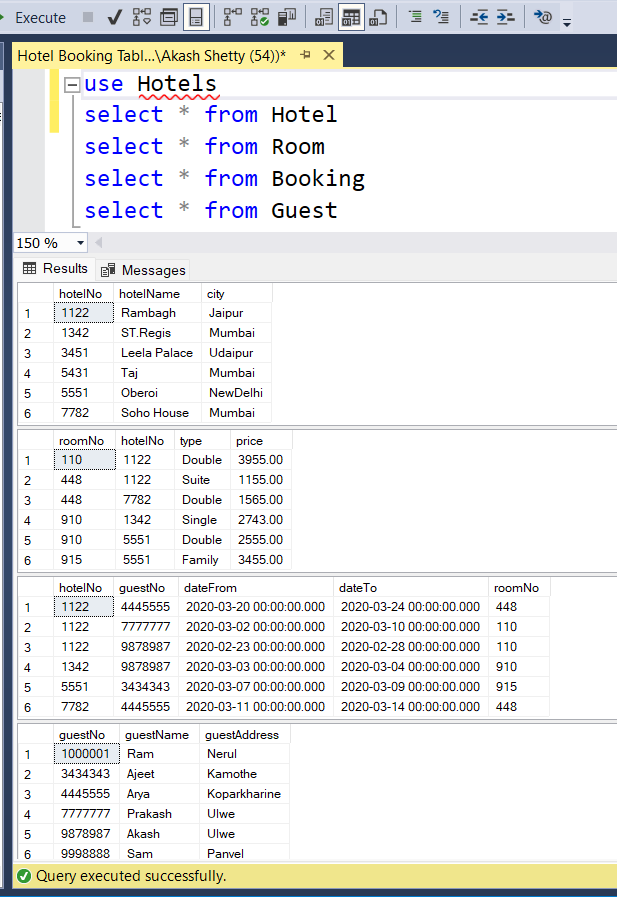 Execute
Hotel Booking Tabl...\Akash Shetty (54))*
use Hotels
select * from Hotel
select * from Room
select * from Booking
select * from Guest
150 %
Results Messages
hotelNo hotelName city
1 1122 Rambagh Jaipur
2 1342 ST.Regis Mumbai
3 3451 Leela Palace Udaipur
4 5431 Taj Mumbai
5 5551 Oberoi NewDelhi
6 7782 Soho House Mumbai
roomNo hotelNo type price
1 110 1122 Double 3955.00
2 448 1122 Suite 1155.00
3 448 7782 Double 1565.00
4 910 1342 Single 2743.00
5 910 5551 Double 2555.00
6 915 5551 Family 3455.00
hotelNo guestNo dateFrom dateTo roomNo
1 1122 4445555 2020-03-20 00:00:00.000 2020-03-24 00:00:00.000 448
2 1122 7777777 2020-03-02 00:00:00.000 2020-03-10 00:00:00.000 110
3 1122 9878987 2020-02-23 00:00:00.000 2020-02-28 00:00:00.000 110
4 1342 9878987 2020-03-03 00:00:00.000 2020-03-04 00:00:00.000 910
5 5551 3434343 2020-03-07 00:00:00.000 2020-03-09 00:00:00.000 915
6 7782 4445555 2020-03-11 00:00:00.000 2020-03-14 00:00:00.000 448
guestNo guestName guestAddress
1 1000001 Ram Nerul
2 3434343 Ajeet Kamothe
3 4445555 Arya Koparkharine
4 7777777 Prakash Ulwe
5 9878987 Akash Ulwe
6 9998888 Sam Panvel
Query executed successfully.